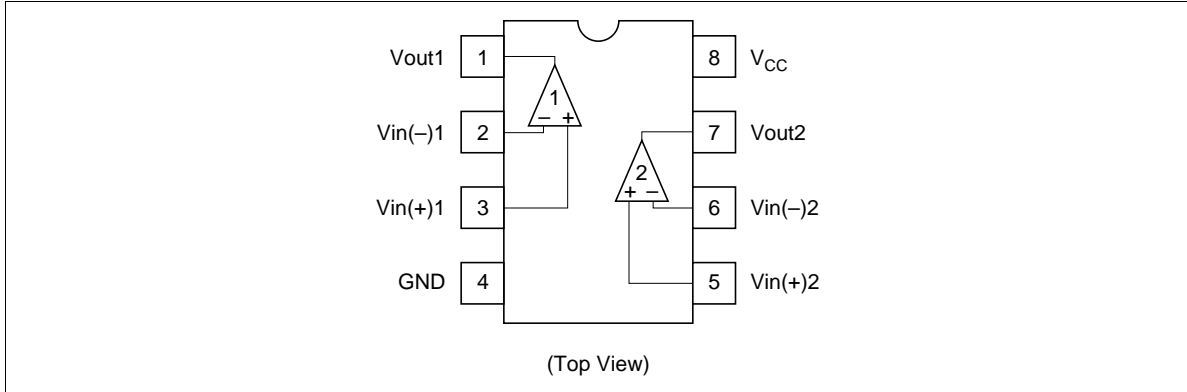 Vout1 1 8 V_CC
1
Vin(–)1 2 – + 7 Vout2
2
Vin(+)1 3 + – 6 Vin(–)2
GND 4 5 Vin(+)2
(Top View)